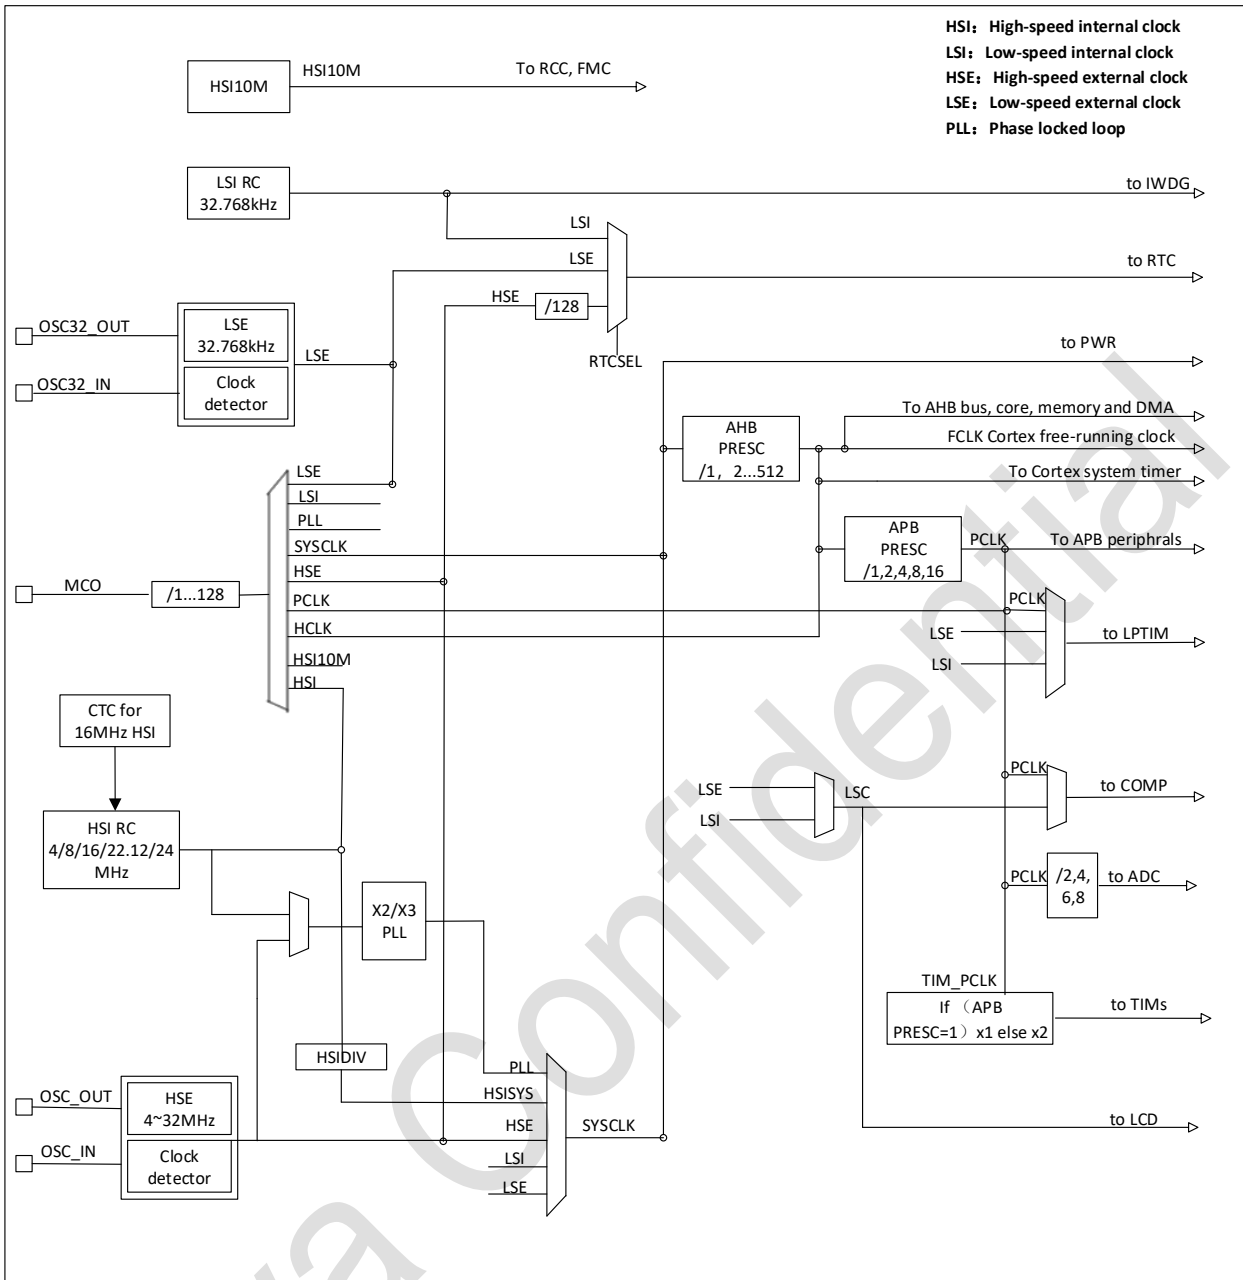 HSI：High-speed internal clock
LSI：Low-speed internal clock
HSE：High-speed external clock
LSE：Low-speed external clock
PLL：Phase locked loop
HSI10M
HSI10M
To RCC, FMC
LSI RC
32.768kHz
to IWDG
LSI
LSE
HSE
/128
to RTC
RTCSEL
OSC32_OUT
OSC32_IN
LSE
32.768kHz
Clock
detector
LSE
to PWR
AHB
PRESC
/1，2...512
To AHB bus, core, memory and DMA
FCLK Cortex free-running clock
To Cortex system timer
APB
PRESC
/1,2,4,8,16
PCLK
To APB periphrals
LSE
LSI
PLL
SYSCLK
HSE
PCLK
HCLK
HSI10M
HSI
MCO
/1...128
PCLK
LSE
LSI
to LPTIM
CTC for
16MHz HSI
HSI RC
4/8/16/22.12/24
MHz
LSE
LSI
LSC
PCLK
to COMP
PCLK
/2,4,
6,8
to ADC
X2/X3
PLL
TIM_PCLK
If （APB
PRESC=1）x1 else x2
to TIMs
HSIDIV
PLL
HSISYS
HSE
LSI
LSE
SYSCLK
to LCD
OSC_OUT
OSC_IN
HSE
4~32MHz
Clock
detector
Confidential